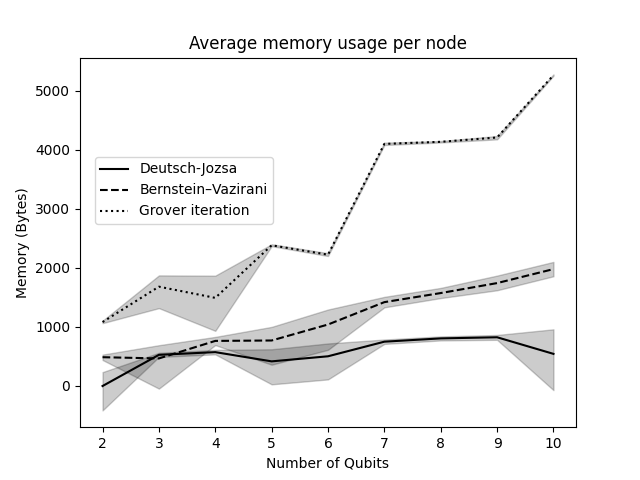 Average memory usage per node
5000
4000
3000
2000
1000
0
Memory (Bytes)
Deutsch-Jozsa
Bernstein–Vazirani
Grover iteration
2 3 4 5 6 7 8 9 10
Number of Qubits